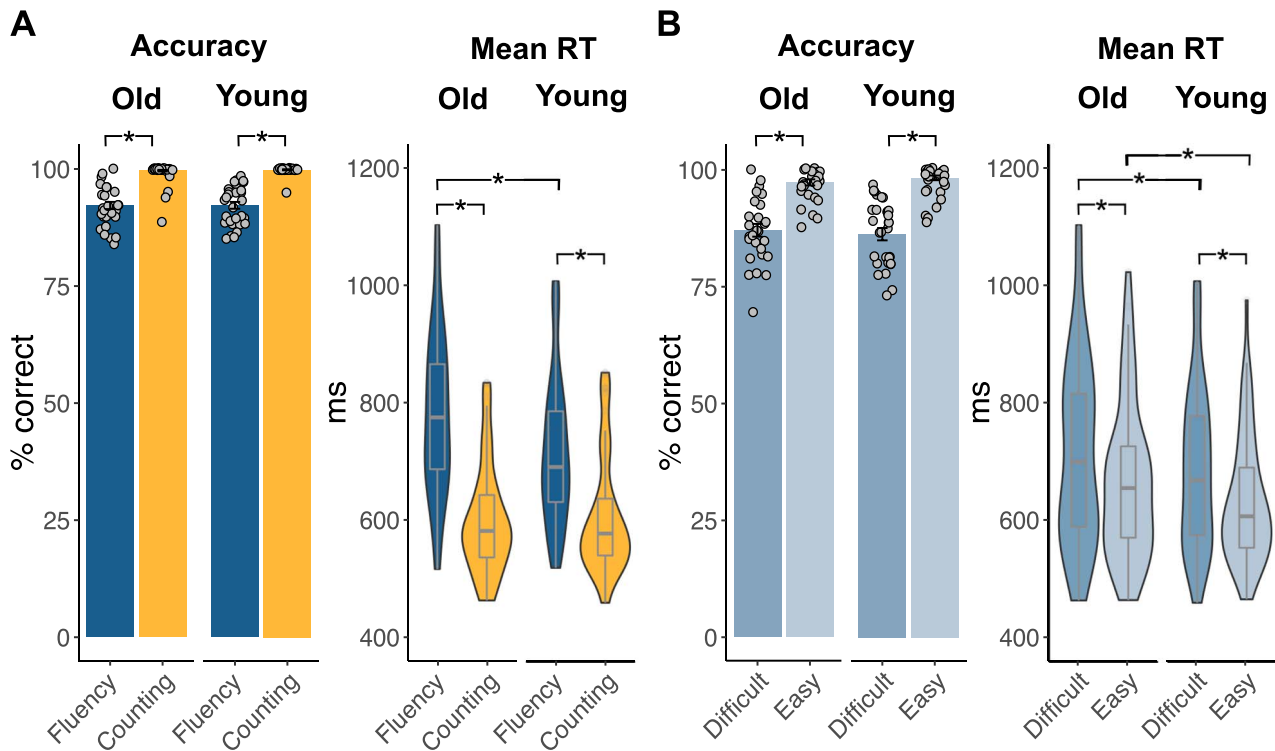 A
Accuracy
Old Young
* *
% correct
100
75
50
25
0
Fluency
Counting
Fluency
Counting
Mean RT
Old Young
*
*
*
ms
1200
1000
800
600
400
Fluency
Counting
Fluency
Counting
B
Accuracy
Old Young
* *
% correct
100
75
50
25
0
Difficult
Easy
Difficult
Easy
Mean RT
Old Young
*
*
*
*
ms
1200
1000
800
600
400
Difficult
Easy
Difficult
Easy